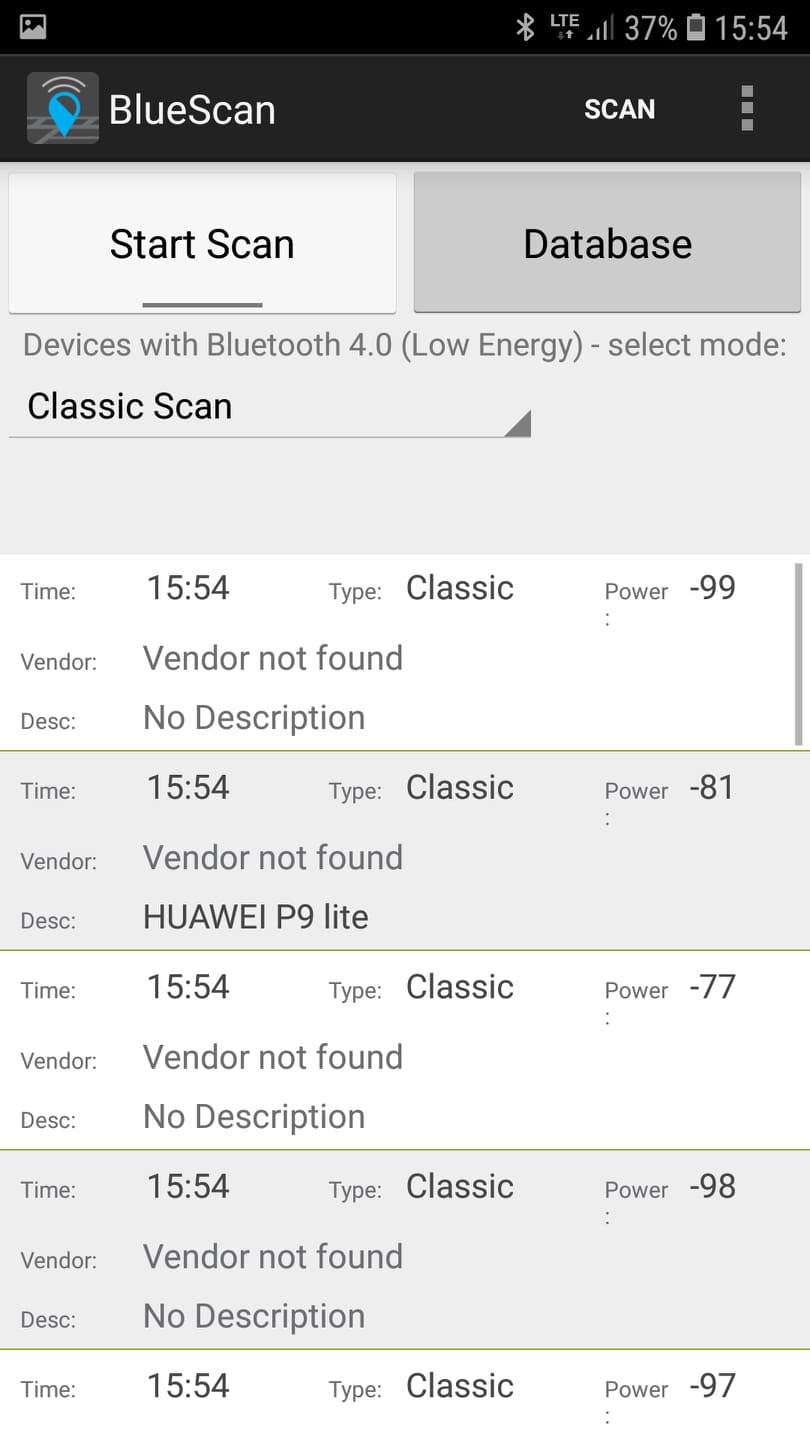 LTE 37% 15:54
BlueScan SCAN
Start Scan Database
Devices with Bluetooth 4.0 (Low Energy) - select mode:
Classic Scan
Time: 15:54 Type: Classic Power : -99
Vendor: Vendor not found
Desc: No Description
Time: 15:54 Type: Classic Power : -81
Vendor: Vendor not found
Desc: HUAWEI P9 lite
Time: 15:54 Type: Classic Power : -77
Vendor: Vendor not found
Desc: No Description
Time: 15:54 Type: Classic Power : -98
Vendor: Vendor not found
Desc: No Description
Time: 15:54 Type: Classic Power : -97